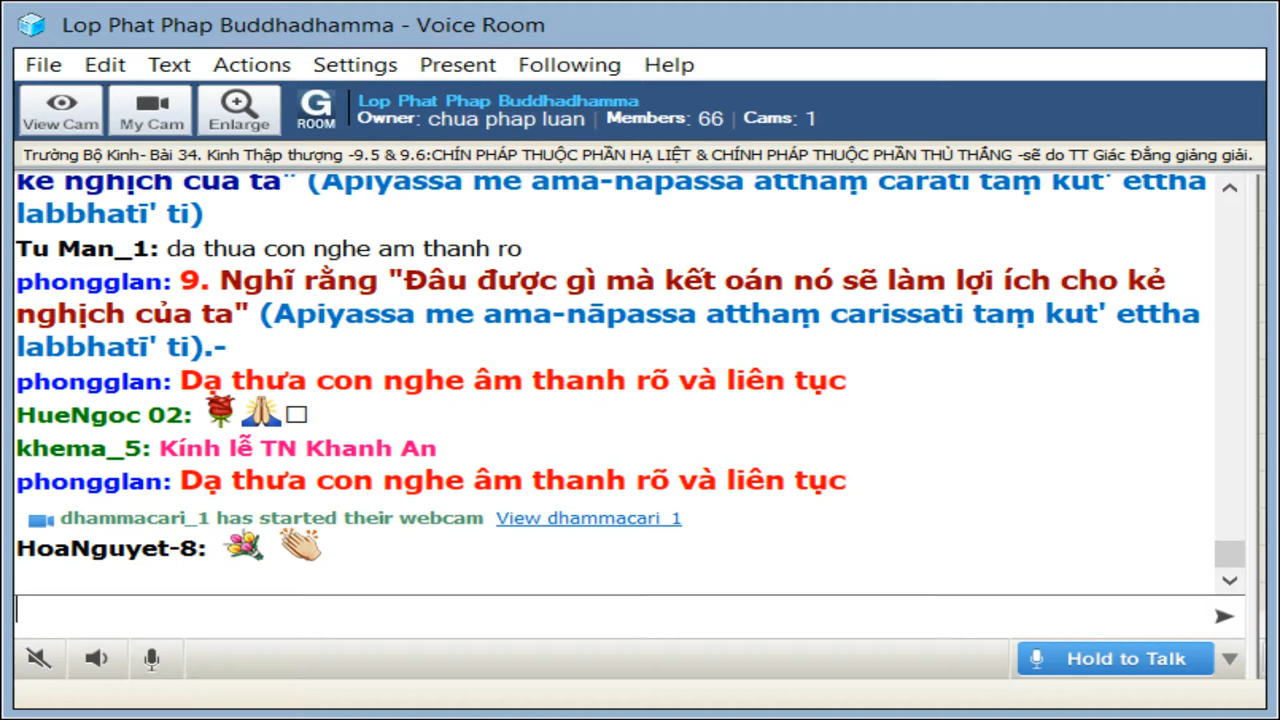 Lop Phat Phap Buddhadhamma - Voice Room
File Edit Text Actions Settings Present Following Help
View Cam My Cam Enlarge G ROOM Lop Phat Phap Buddhadhamma
Owner: chua phap luan | Members: 66 | Cams: 1
Trường Bộ Kinh- Bài 34. Kinh Thập thượng -9.5 & 9.6:CHÍN PHÁP THUỘC PHẦN HẠ LIỆT & CHÍNH PHÁP THUỘC PHẦN THÙ THẮNG -sẽ do TT Giác Đẳng giảng giải.
kẻ nghịch của ta" (Apiyassa me ama-nāpassa atthaṃ carati taṃ kut' ettha
labbhatī' ti)
Tu Man_1: da thua con nghe am thanh ro
phongglan: 9. Nghĩ rằng "Đâu được gì mà kết oán nó sẽ làm lợi ích cho kẻ
nghịch của ta" (Apiyassa me ama-nāpassa atthaṃ carissati taṃ kut' ettha
labbhatī' ti).-
phongglan: Dạ thưa con nghe âm thanh rõ và liên tục
HueNgoc 02:
khema_5: Kính lễ TN Khanh An
phongglan: Dạ thưa con nghe âm thanh rõ và liên tục
dhammacari_1 has started their webcam View dhammacari_1
HoaNguyet-8:
Hold to Talk